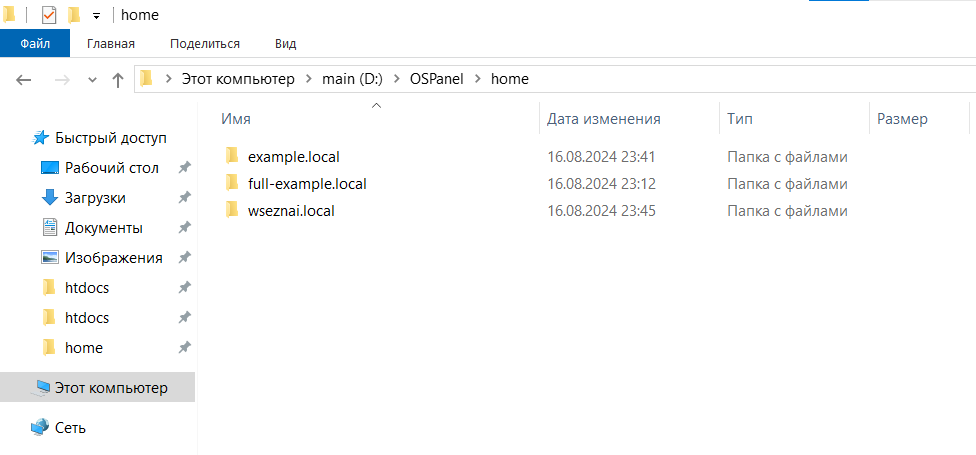 home
Файл Главная Поделиться Вид
Этот компьютер main (D:) OSPanel home
Имя Дата изменения Тип Размер
Быстрый доступ
Рабочий стол
Загрузки
Документы
Изображения
htdocs
htdocs
home
Этот компьютер
Сеть
example.local 16.08.2024 23:41 Папка с файлами
full-example.local 16.08.2024 23:12 Папка с файлами
wseznai.local 16.08.2024 23:45 Папка с файлами